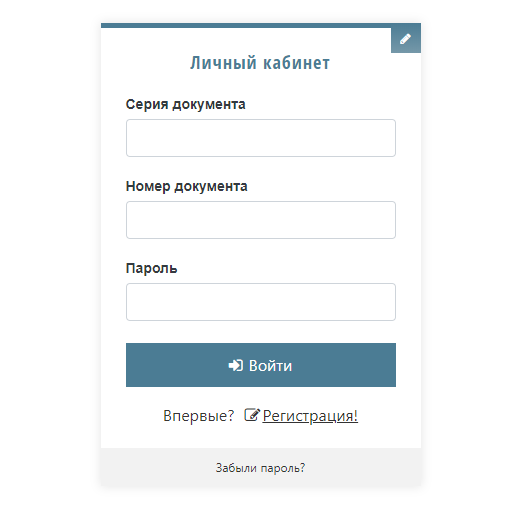 Личный кабинет
Серия документа
Номер документа
Пароль
Войти
Впервые? Регистрация!
Забыли пароль?